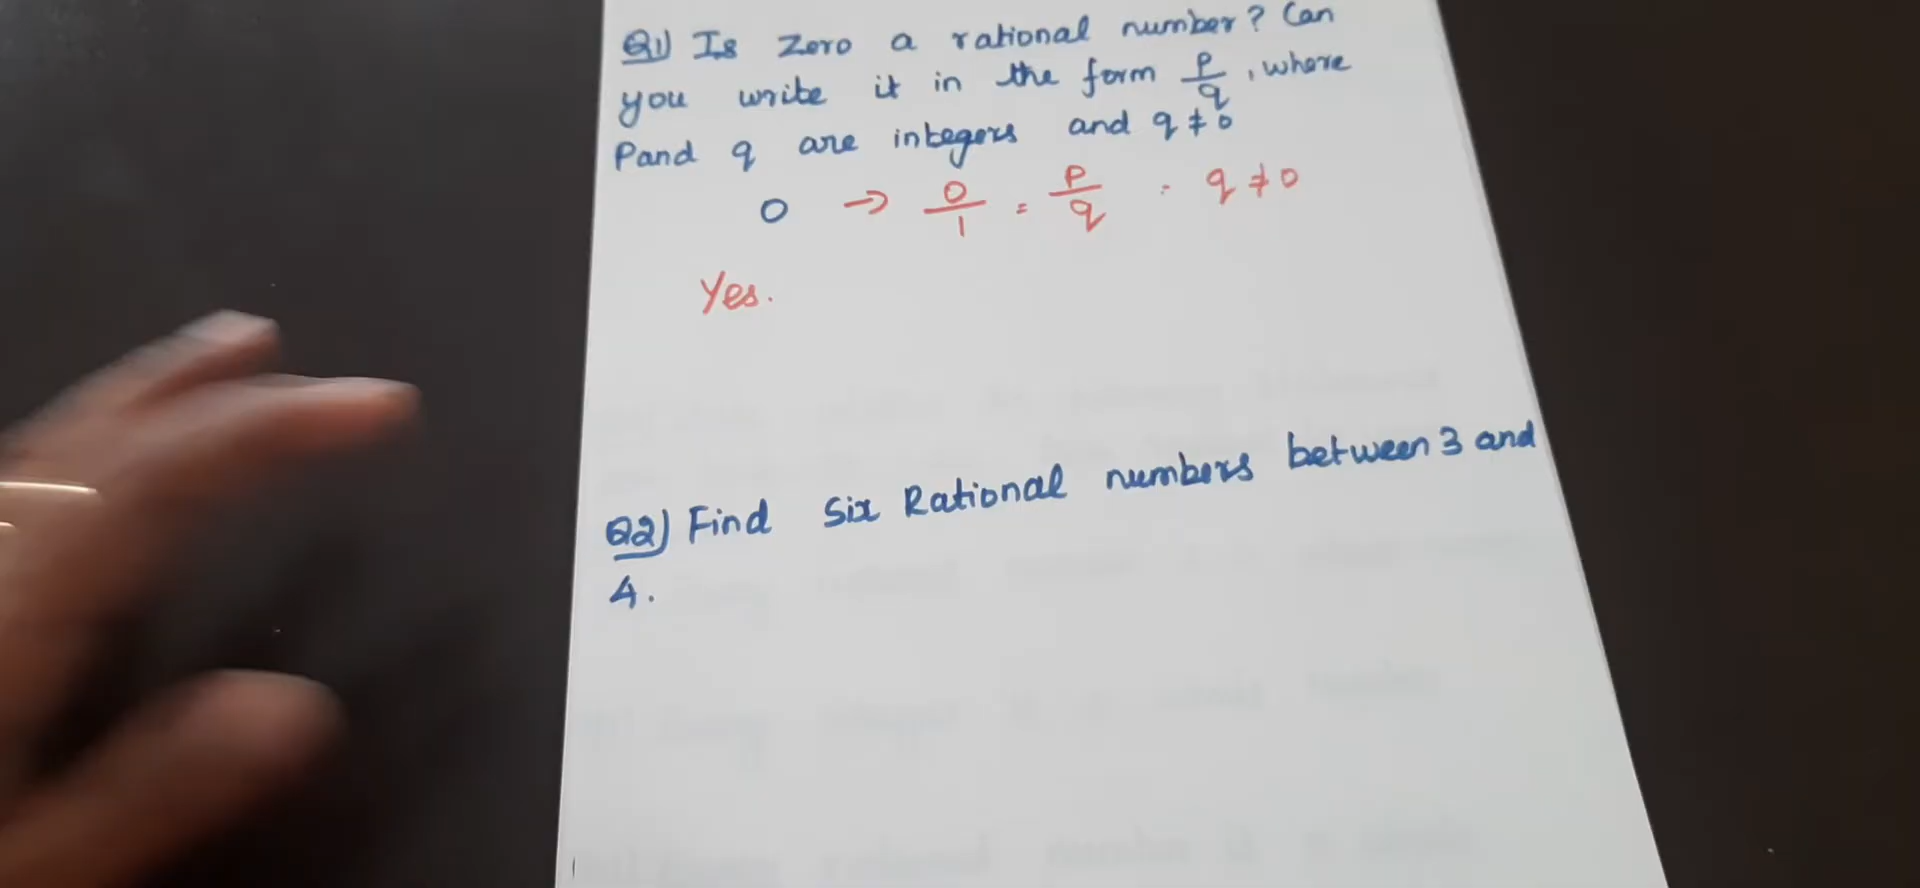 Q1) Is Zero a rational number? Can
you write it in the form p/q, where
P and q are integers and q ≠ 0
0 → 0/1 = p/q q ≠ 0
Yes.
Q2) Find Six Rational numbers between 3 and
4.